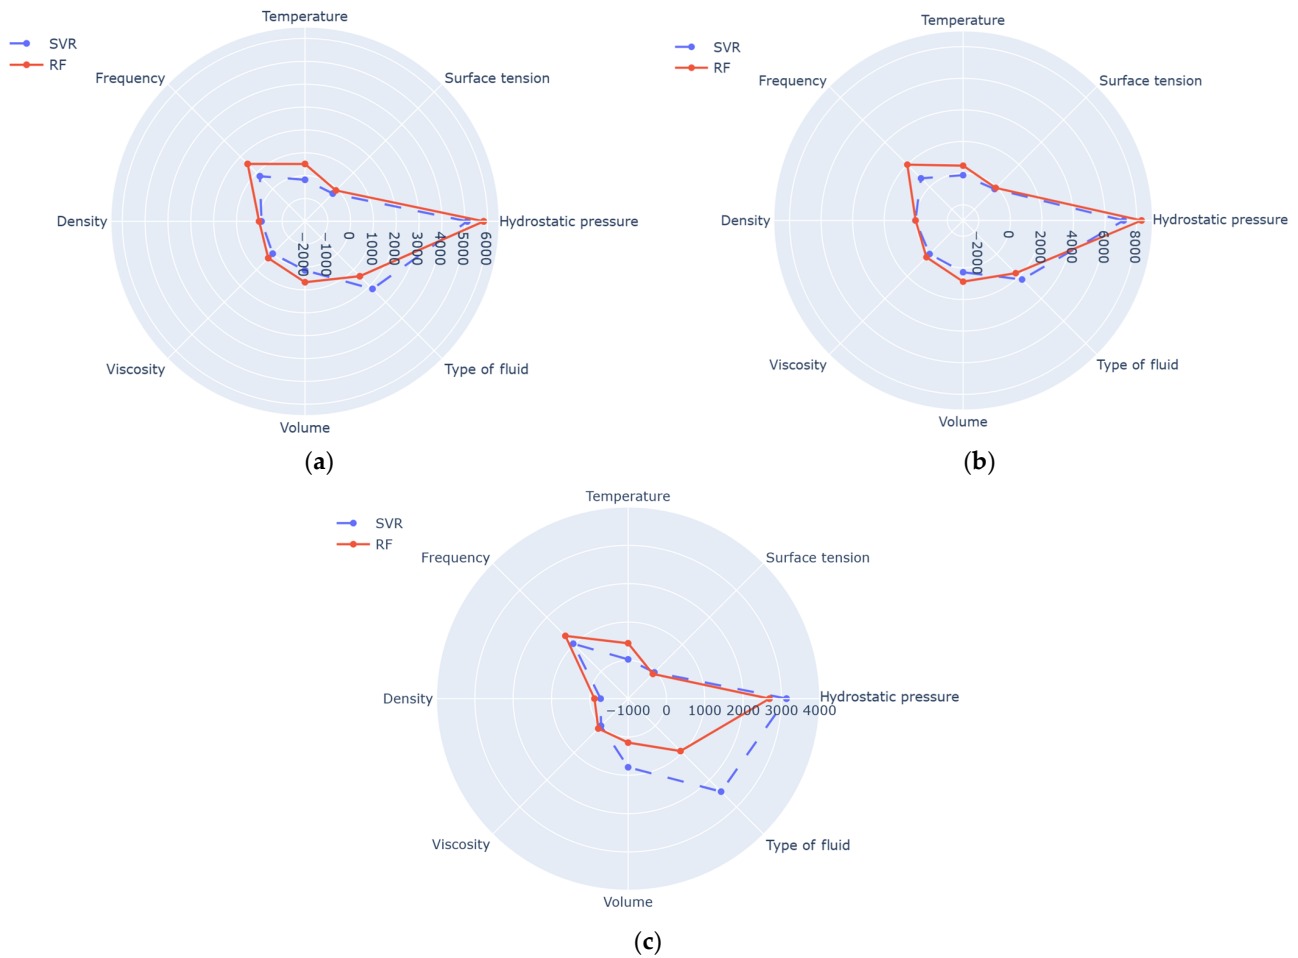 Temperature
SVR
RF
Frequency
Surface tension
Density
Hydrostatic pressure
−2000
−1000
0
1000
2000
3000
4000
5000
6000
Viscosity
Type of fluid
Volume
(a)
Temperature
SVR
RF
Frequency
Surface tension
Density
Hydrostatic pressure
−2000
0
2000
4000
6000
8000
Viscosity
Type of fluid
Volume
(b)
Temperature
SVR
RF
Frequency
Surface tension
Density
Hydrostatic pressure
−1000 0 1000 2000 3000 4000
Viscosity
Type of fluid
Volume
(c)